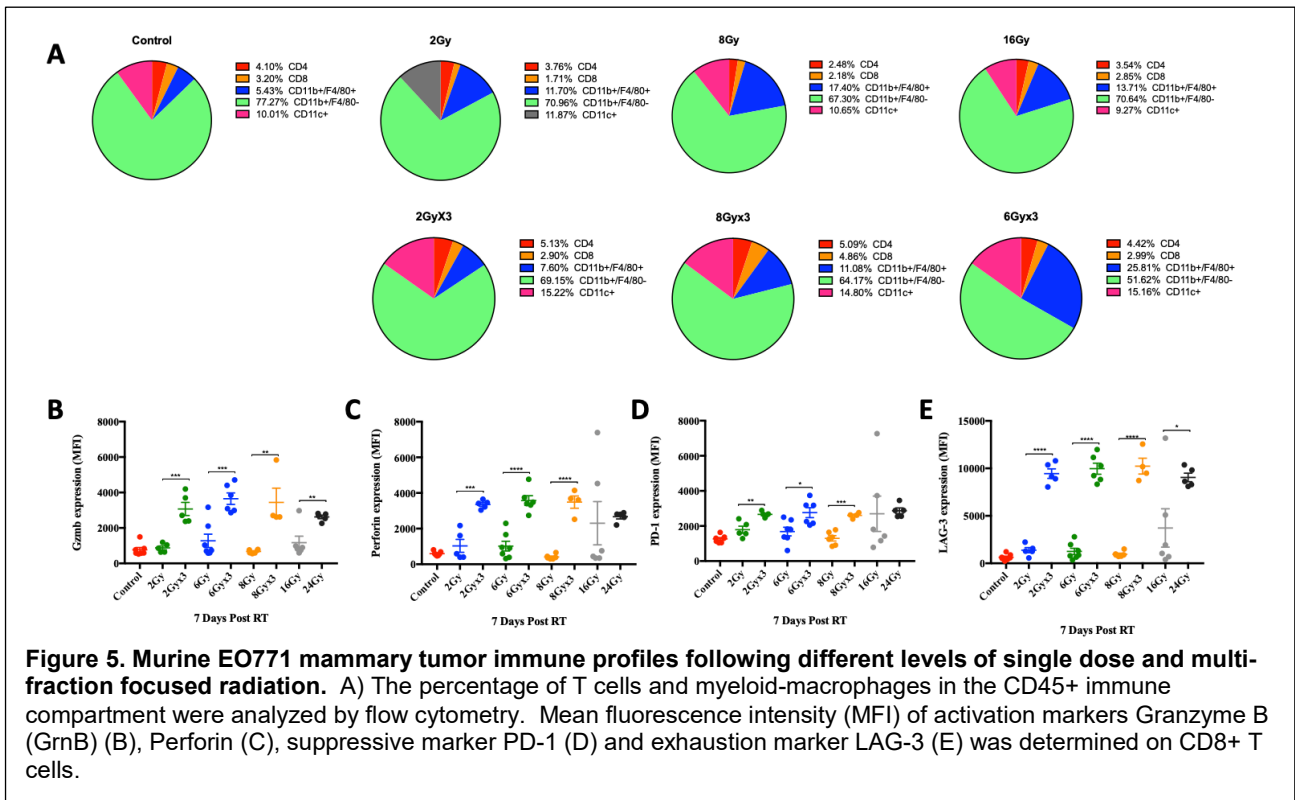 A
Control
4.10% CD4
3.20% CD8
5.43% CD11b+/F4/80+
77.27% CD11b+/F4/80-
10.01% CD11c+
2Gy
3.76% CD4
1.71% CD8
11.70% CD11b+/F4/80+
70.96% CD11b+/F4/80-
11.87% CD11c+
8Gy
2.48% CD4
2.18% CD8
17.40% CD11b+/F4/80+
67.30% CD11b+/F4/80-
10.65% CD11c+
16Gy
3.54% CD4
2.85% CD8
13.71% CD11b+/F4/80+
70.64% CD11b+/F4/80-
9.27% CD11c+
2GyX3
5.13% CD4
2.90% CD8
7.60% CD11b+/F4/80+
69.15% CD11b+/F4/80-
15.22% CD11c+
8Gyx3
5.09% CD4
4.86% CD8
11.08% CD11b+/F4/80+
64.17% CD11b+/F4/80-
14.80% CD11c+
6Gyx3
4.42% CD4
2.99% CD8
25.81% CD11b+/F4/80+
51.62% CD11b+/F4/80-
15.16% CD11c+
B
Gzmb expression (MFI)
8000
6000
4000
2000
0
***
***
**
**
Control
2Gy
2Gyx3
6Gy
6Gyx3
8Gy
8Gyx3
16Gy
24Gy
7 Days Post RT
C
Perforin expression (MFI)
8000
6000
4000
2000
0
***
****
****
Control
2Gy
2Gyx3
6Gy
6Gyx3
8Gy
8Gyx3
16Gy
24Gy
7 Days Post RT
D
PD-1 expression (MFI)
8000
6000
4000
2000
0
**
*
***
Control
2Gy
2Gyx3
6Gy
6Gyx3
8Gy
8Gyx3
16Gy
24Gy
7 Days Post RT
E
LAG-3 expression (MFI)
15000
10000
5000
0
****
****
****
*
Control
2Gy
2Gyx3
6Gy
6Gyx3
8Gy
8Gyx3
16Gy
24Gy
7 Days Post RT
Figure 5. Murine EO771 mammary tumor immune profiles following different levels of single dose and multi-
fraction focused radiation. A) The percentage of T cells and myeloid-macrophages in the CD45+ immune
compartment were analyzed by flow cytometry. Mean fluorescence intensity (MFI) of activation markers Granzyme B
(GrnB) (B), Perforin (C), suppressive marker PD-1 (D) and exhaustion marker LAG-3 (E) was determined on CD8+ T
cells.